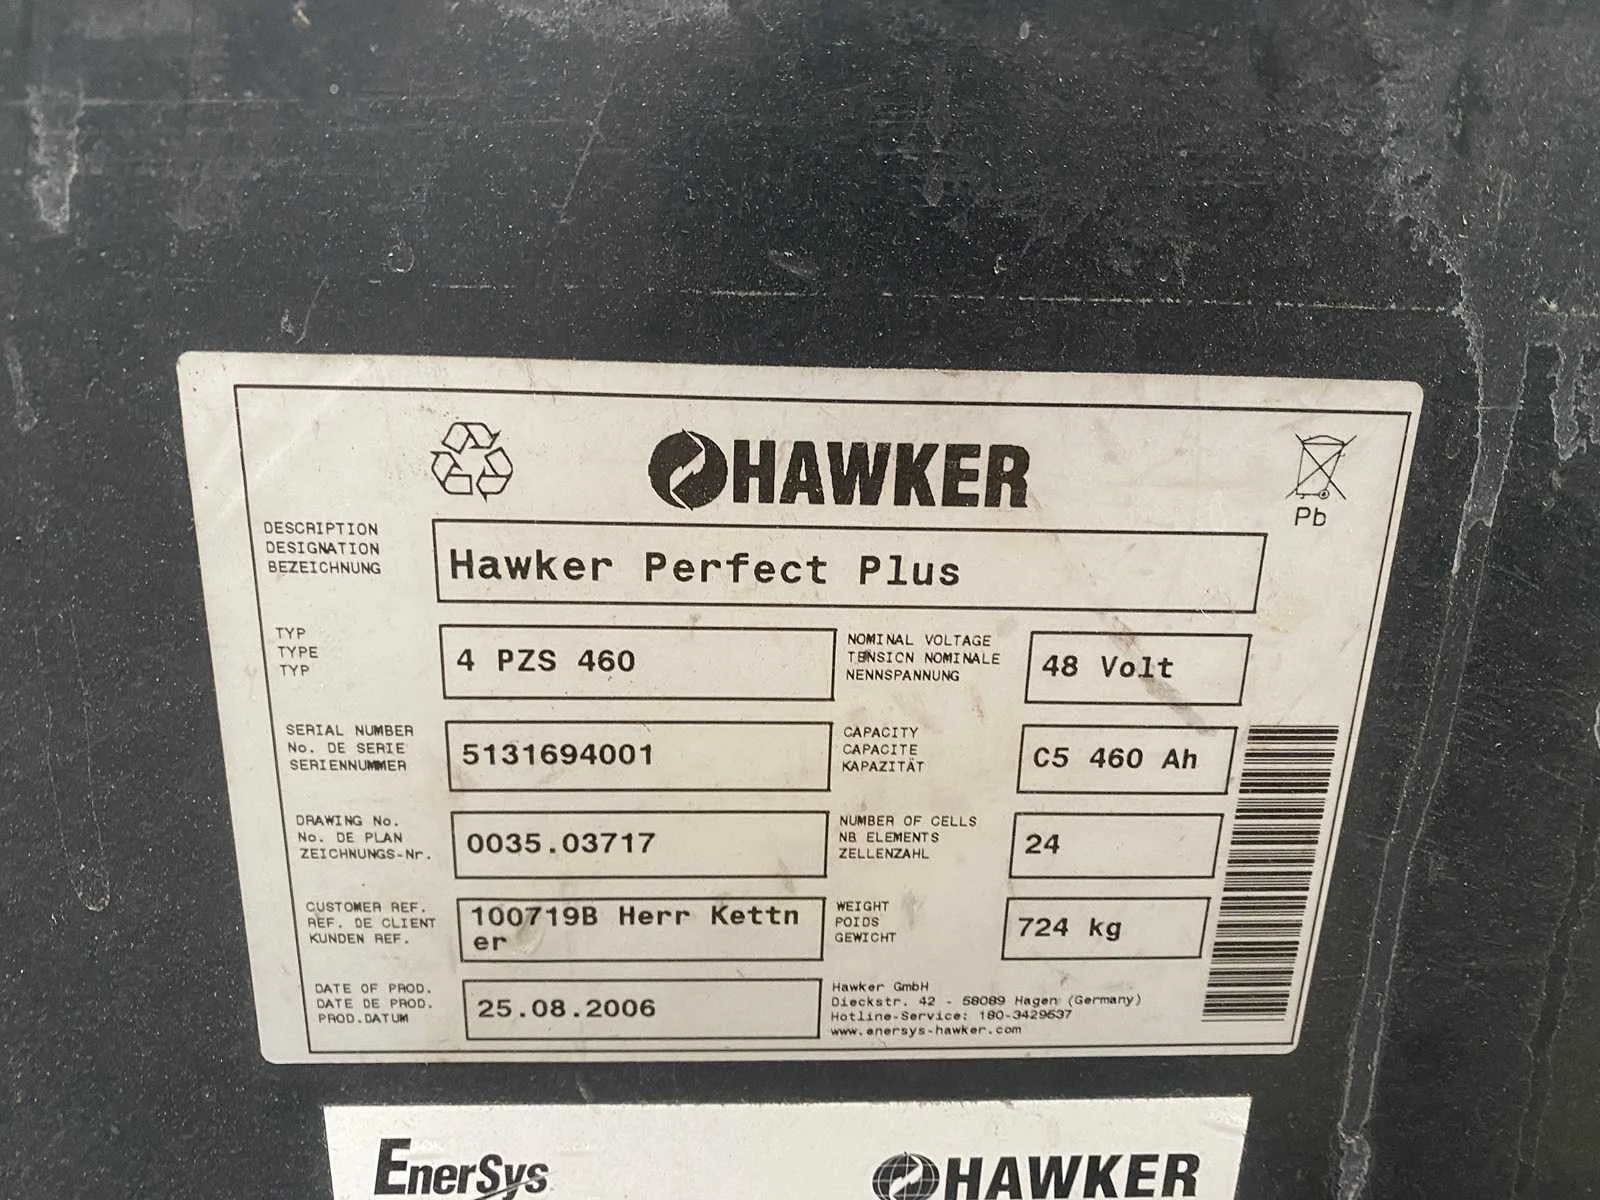 HAWKER
Pb
DESCRIPTION
DESIGNATION
BEZEICHNUNG
Hawker Perfect Plus
TYP
TYPE
TYP
4 PZS 460
NOMINAL VOLTAGE
TENSION NOMINALE
NENNSPANNUNG
48 Volt
SERIAL NUMBER
No. DE SERIE
SERIENNUMMER
5131694001
CAPACITY
CAPACITE
KAPAZITÄT
C5 460 Ah
DRAWING No.
No. DE PLAN
ZEICHNUNGS-Nr.
0035.03717
NUMBER OF CELLS
NB ELEMENTS
ZELLENZAHL
24
CUSTOMER REF.
REF. DE CLIENT
KUNDEN REF.
100719B Herr Kettn
er
WEIGHT
POIDS
GEWICHT
724 kg
DATE OF PROD.
DATE DE PROD.
PROD.DATUM
25.08.2006
Hawker GmbH
Dieckstr. 42 - 58089 Hagen (Germany)
Hotline-Service: 180-3429637
www.enersys-hawker.com
EnerSys
HAWKER